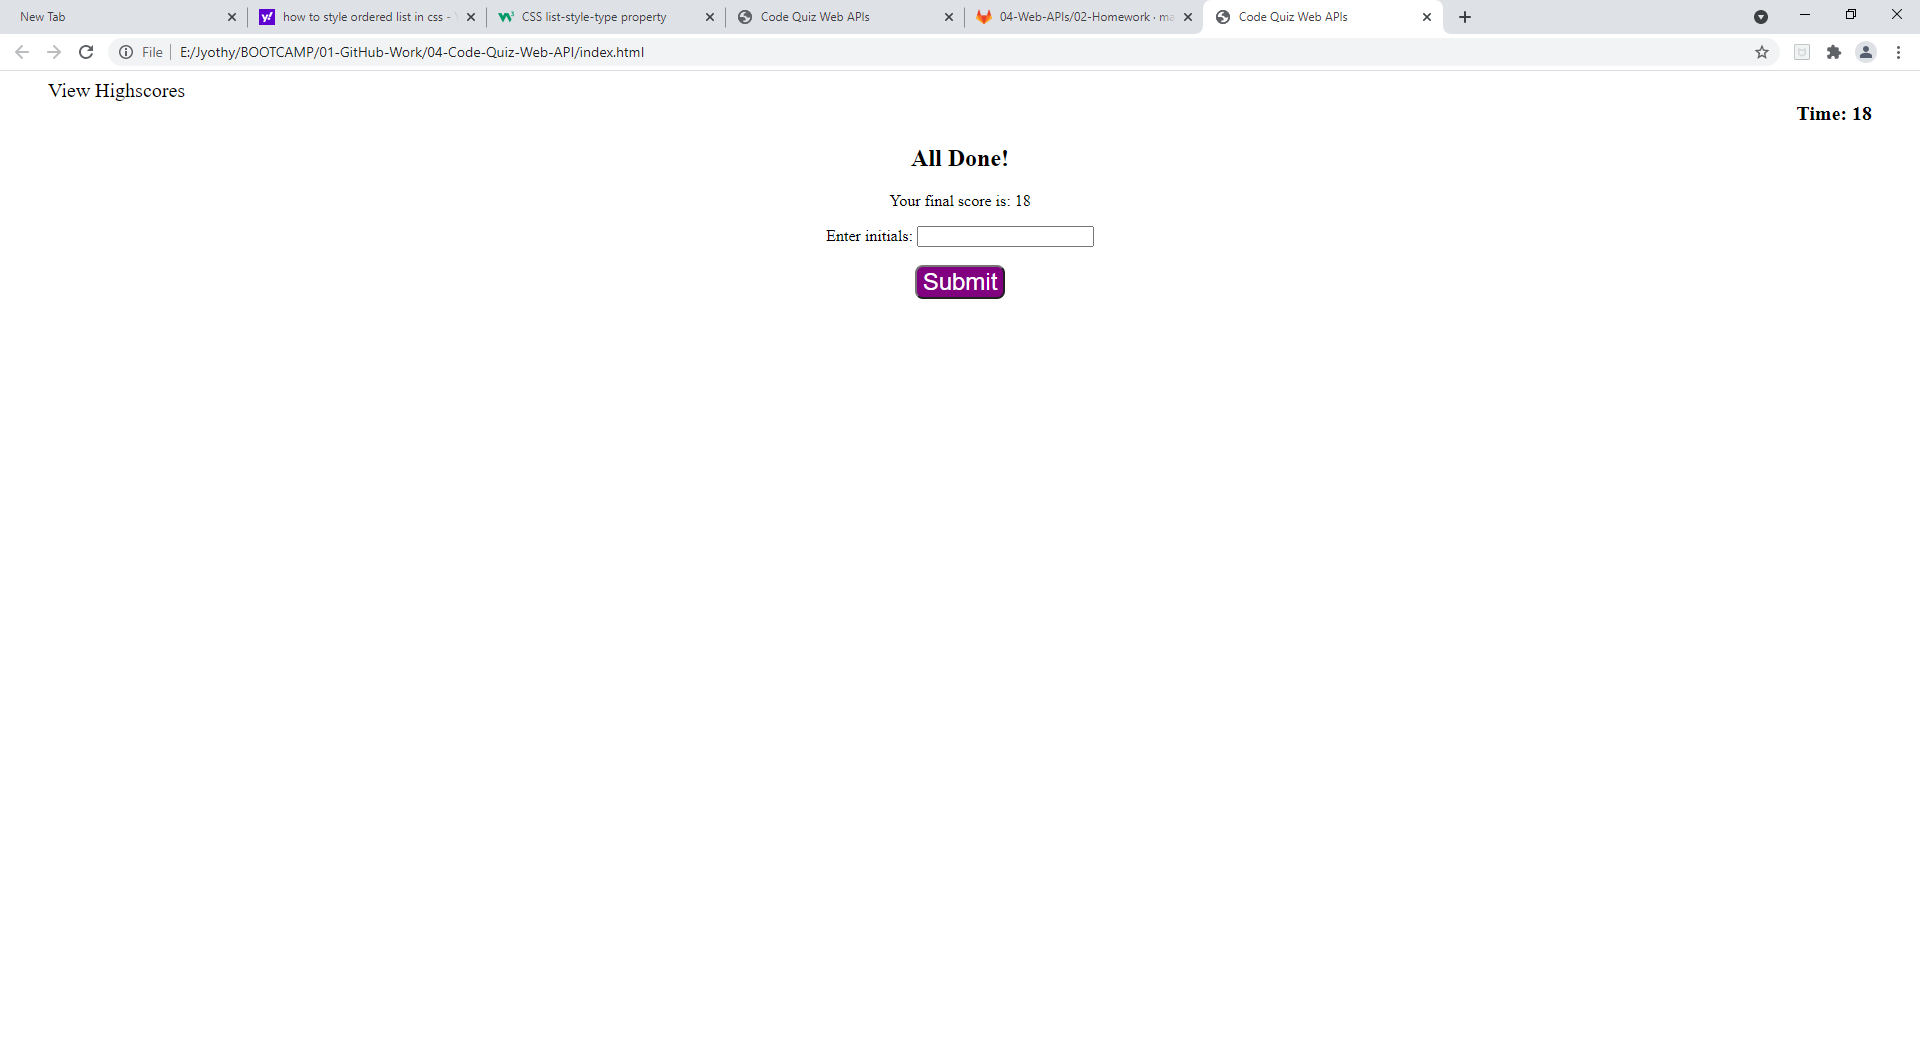 New Tab
how to style ordered list in css -
CSS list-style-type property
Code Quiz Web APIs
04-Web-APIs/02-Homework · ma
Code Quiz Web APIs
File
E:/Jyothy/BOOTCAMP/01-GitHub-Work/04-Code-Quiz-Web-API/index.html
View Highscores
Time: 18
All Done!
Your final score is: 18
Enter initials:
Submit